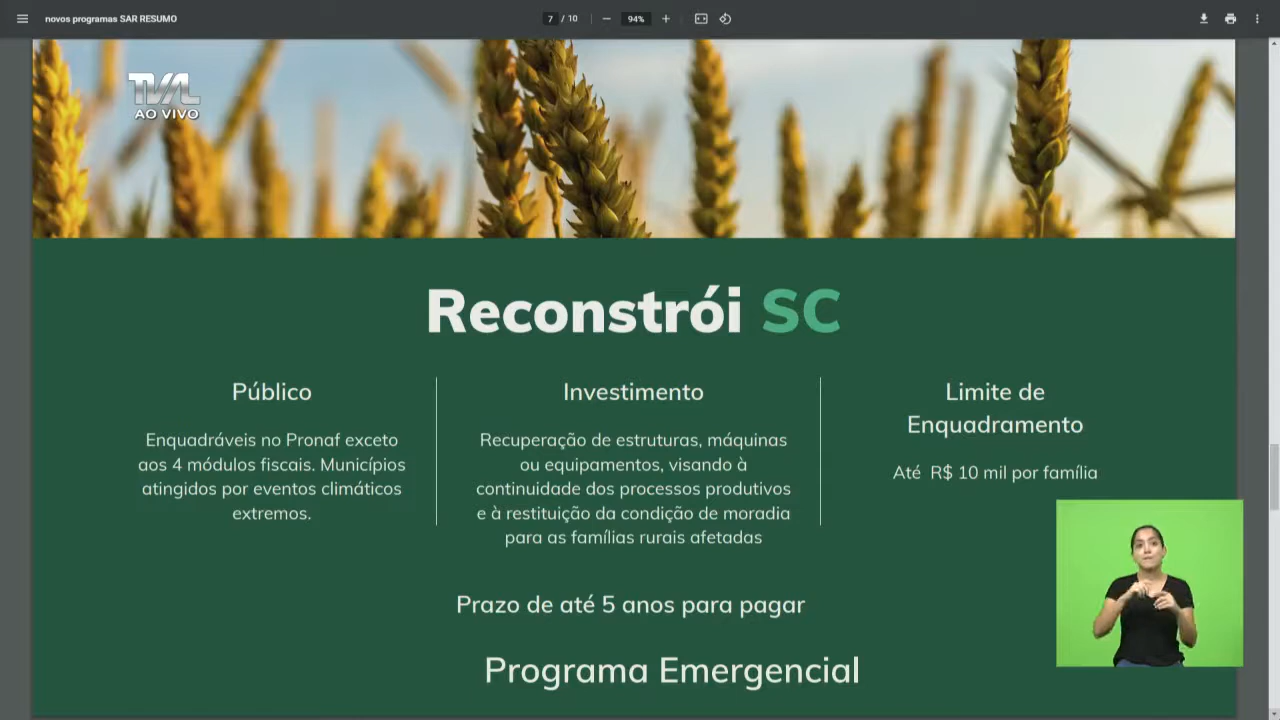 novos programas SAR RESUMO
7 / 10
94%
TVAL
AO VIVO
Reconstrói SC
Público
Enquadráveis no Pronaf exceto
aos 4 módulos fiscais. Municípios
atingidos por eventos climáticos
extremos.
Investimento
Recuperação de estruturas, máquinas
ou equipamentos, visando à
continuidade dos processos produtivos
e à restituição da condição de moradia
para as famílias rurais afetadas
Limite de
Enquadramento
Até R$ 10 mil por família
Prazo de até 5 anos para pagar
Programa Emergencial